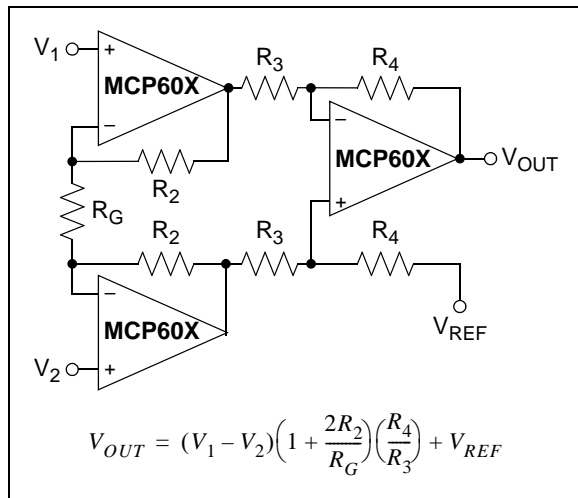 V1
MCP60X
R3
R4
MCP60X
VOUT
R2
RG
R2
R3
R4
MCP60X
V2
VREF
VOUT = (V1 – V2)(1 + 2R2/RG)(R4/R3) + VREF